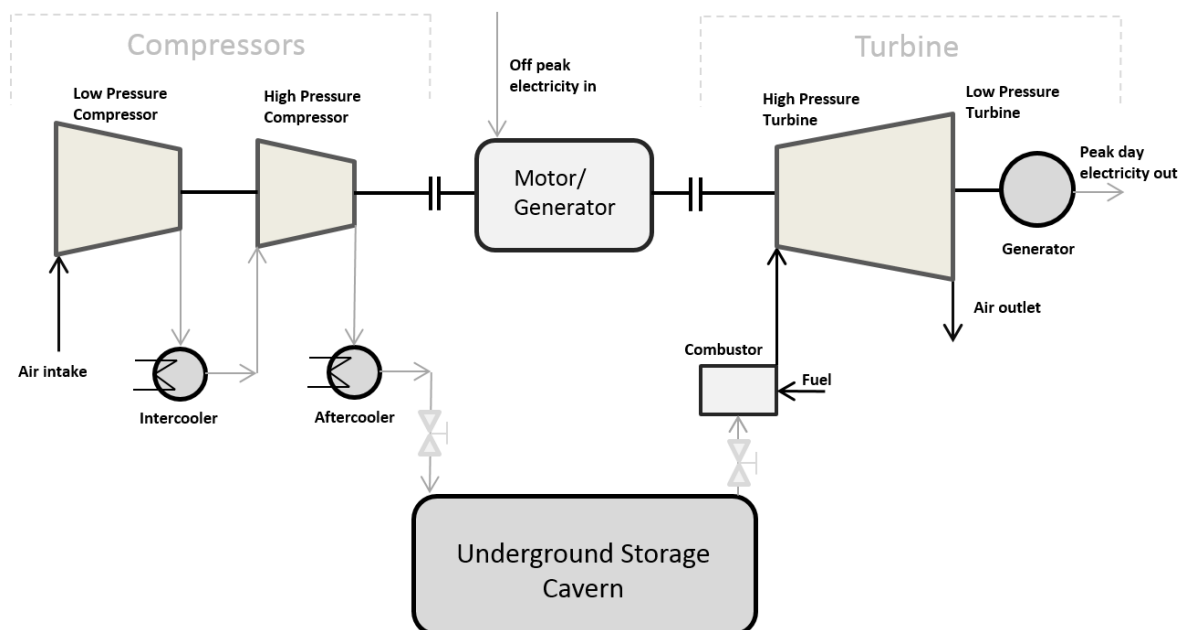 Compressors
Turbine
Off peak
electricity in
Low Pressure
Compressor
High Pressure
Compressor
High Pressure
Turbine
Low Pressure
Turbine
Motor/
Generator
Peak day
electricity out
Generator
Air intake
Intercooler
Aftercooler
Combustor
Fuel
Air outlet
Underground Storage
Cavern